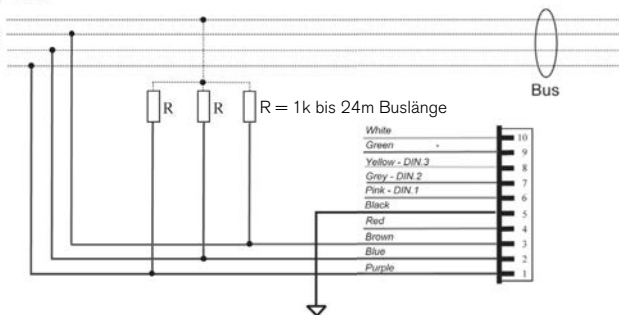 Bus
R
R
R = 1k bis 24m Buslänge
White
10
Green -
9
Yellow - DIN.3
8
Grey - DIN.2
7
Pink - DIN.1
6
Black
5
Red
4
Brown
3
Blue
2
Purple
1